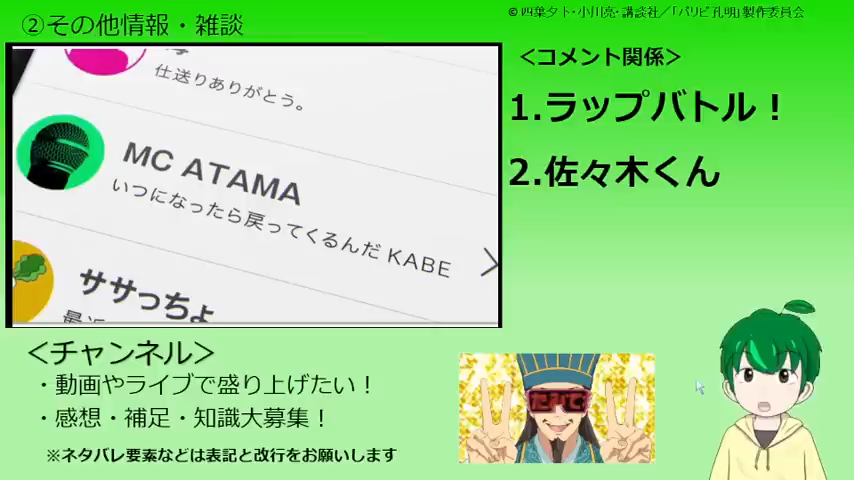 ②その他情報・雑談
©四葉夕ト・小川亮・講談社／「パリピ孔明」製作委員会
仕送りありがとう。
MC ATAMA
いつになったら戻ってくるんだ KABE
ササっちょ
最近
＜コメント関係＞
1.ラップバトル！
2.佐々木くん
＜チャンネル＞
・動画やライブで盛り上げたい！
・感想・補足・知識大募集！
※ネタバレ要素などは表記と改行をお願いします